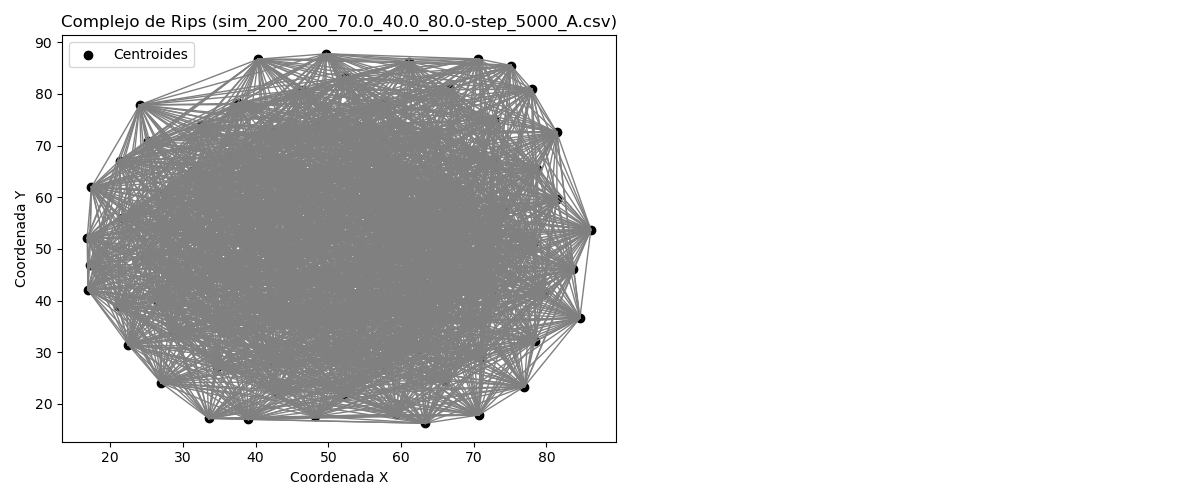 Complejo de Rips (sim_200_200_70.0_40.0_80.0-step_5000_A.csv)
Centroides
90
80
70
60
50
40
30
20
Coordenada Y
20 30 40 50 60 70 80
Coordenada X